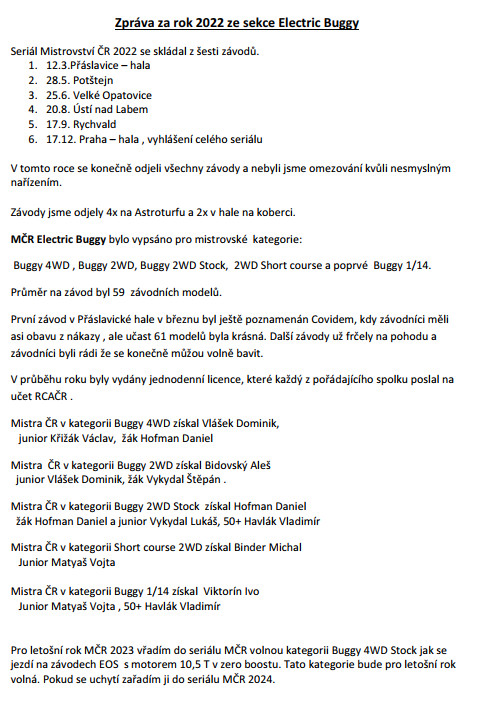 Zpráva za rok 2022 ze sekce Electric Buggy
Seriál Mistrovství ČR 2022 se skládal z šesti závodů.
1. 12.3.Přáslavice – hala
2. 28.5. Potštejn
3. 25.6. Velké Opatovice
4. 20.8. Ústí nad Labem
5. 17.9. Rychvald
6. 17.12. Praha – hala , vyhlášení celého seriálu
V tomto roce se konečně odjeli všechny závody a nebyli jsme omezování kvůli nesmyslným
nařízením.
Závody jsme odjely 4x na Astroturfu a 2x v hale na koberci.
MČR Electric Buggy bylo vypsáno pro mistrovské kategorie:
Buggy 4WD , Buggy 2WD, Buggy 2WD Stock, 2WD Short course a poprvé Buggy 1/14.
Průměr na závod byl 59 závodních modelů.
První závod v Přáslavické hale v březnu byl ještě poznamenán Covidem, kdy závodníci měli
asi obavu z nákazy , ale učast 61 modelů byla krásná. Další závody už frčely na pohodu a
závodníci byli rádi že se konečně můžou volně bavit.
V průběhu roku byly vydány jednodenní licence, které každý z pořádajícího spolku poslal na
učet RCAČR .
Mistra ČR v kategorii Buggy 4WD získal Vlášek Dominik,
junior Křižák Václav, žák Hofman Daniel
Mistra ČR v kategorii Buggy 2WD získal Bidovský Aleš
junior Vlášek Dominik, žák Vykydal Štěpán .
Mistra ČR v kategorii Buggy 2WD Stock získal Hofman Daniel
žák Hofman Daniel a junior Vykydal Lukáš, 50+ Havlák Vladimír
Mistra ČR v kategorii Short course 2WD získal Binder Michal
Junior Matyaš Vojta
Mistra ČR v kategorii Buggy 1/14 získal Viktorín Ivo
Junior Matyaš Vojta , 50+ Havlák Vladimír
Pro letošní rok MČR 2023 vřadím do seriálu MČR volnou kategorii Buggy 4WD Stock jak se
jezdí na závodech EOS s motorem 10,5 T v zero boostu. Tato kategorie bude pro letošní rok
volná. Pokud se uchytí zařadím ji do seriálu MČR 2024.